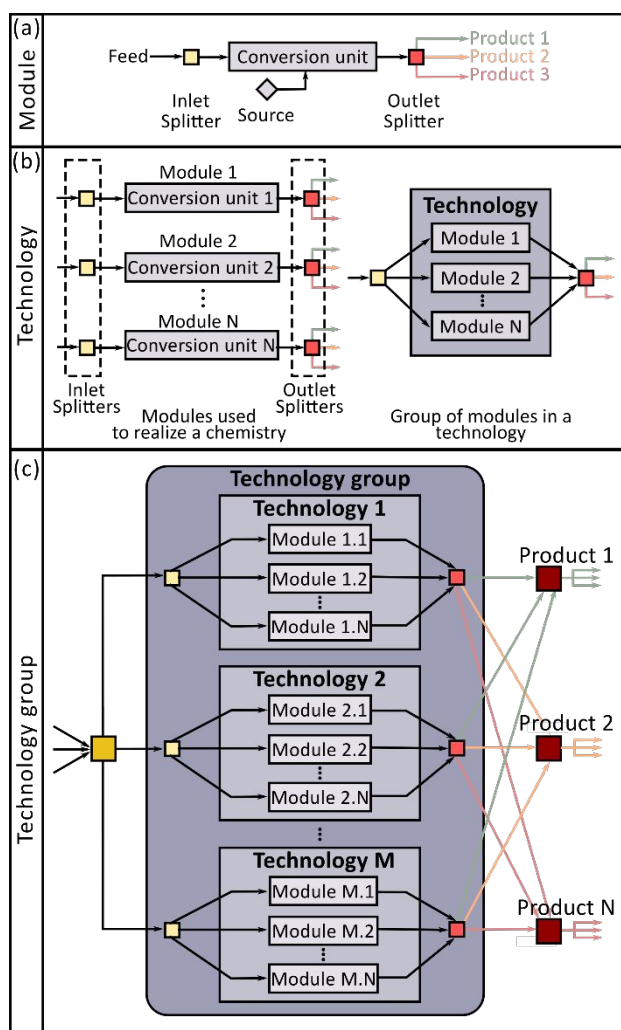 (a)
Module
Feed
Conversion unit
Product 1
Product 2
Product 3
Inlet
Splitter
Source
Outlet
Splitter
(b)
Technology
Module 1
Conversion unit 1
Module 2
Conversion unit 2
Module N
Conversion unit N
Inlet
Splitters
Modules used
to realize a chemistry
Outlet
Splitters
Technology
Module 1
Module 2
Module N
Group of modules in a
technology
(c)
Technology group
Technology group
Technology 1
Module 1.1
Module 1.2
Module 1.N
Technology 2
Module 2.1
Module 2.2
Module 2.N
Technology M
Module M.1
Module M.2
Module M.N
Product 1
Product 2
Product N